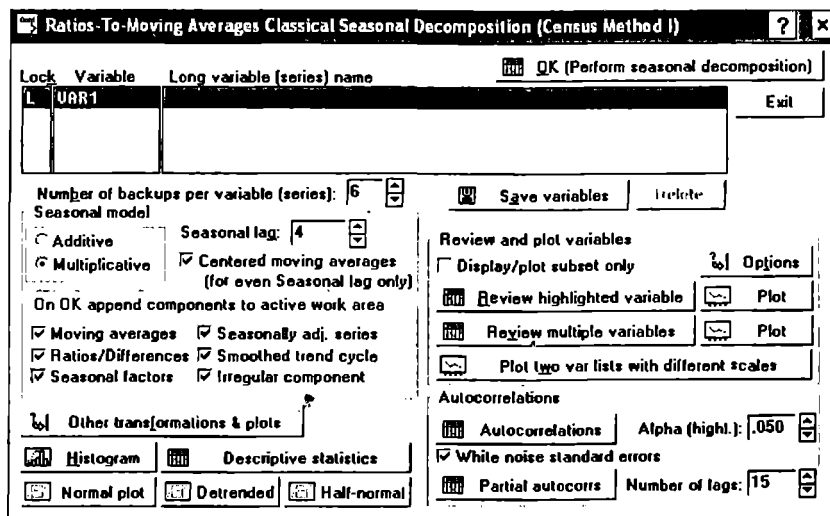 Ratios-To-Moving Averages Classical Seasonal Decomposition (Census Method I)
? ×
OK (Perform seasonal decomposition)
Lock Variable Long variable (series) name
L VAR1
Exit
Number of backups per variable (series): 6
Save variables
Delete
Seasonal model
Additive
Multiplicative
Seasonal lag: 4
Centered moving averages
(for even Seasonal lag only)
On OK append components to active work area
Moving averages
Seasonally adj. series
Ratios/Differences
Smoothed trend cycle
Seasonal factors
Irregular component
Review and plot variables
Display/plot subset only
Options
Review highlighted variable
Plot
Review multiple variables
Plot
Plot two var lists with different scales
Other transformations & plots
Histogram
Descriptive statistics
Normal plot
Detrended
Half-normal
Autocorrelations
Autocorrelations
Alpha (highl.): .050
White noise standard errors
Partial autocorrs
Number of lags: 15